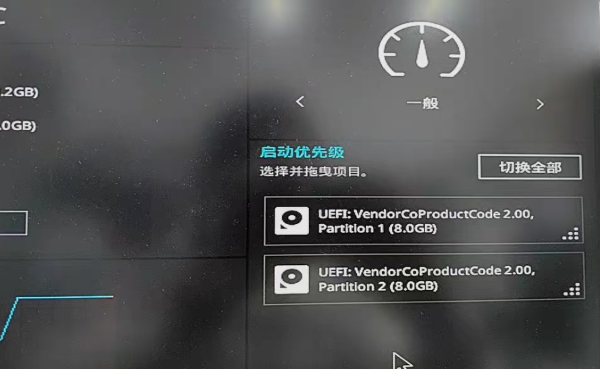 C
.2GB)
.0GB)
一般
启动优先级
选择并拖曳项目。
切换全部
UEFI: VendorCoProductCode 2.00,
Partition 1 (8.0GB)
UEFI: VendorCoProductCode 2.00,
Partition 2 (8.0GB)